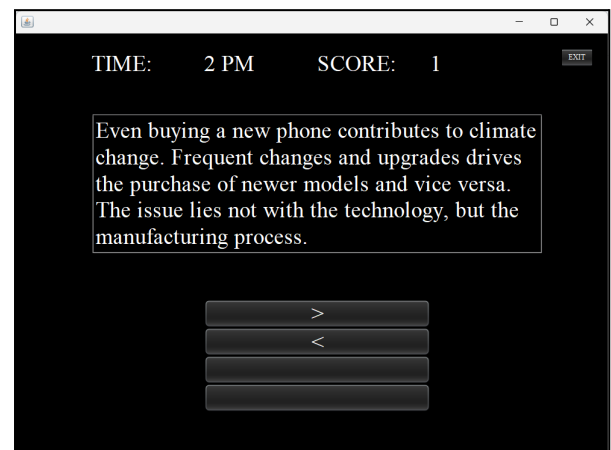 TIME: 2 PM SCORE: 1
EXIT
Even buying a new phone contributes to climate
change. Frequent changes and upgrades drives
the purchase of newer models and vice versa.
The issue lies not with the technology, but the
manufacturing process.
>
<